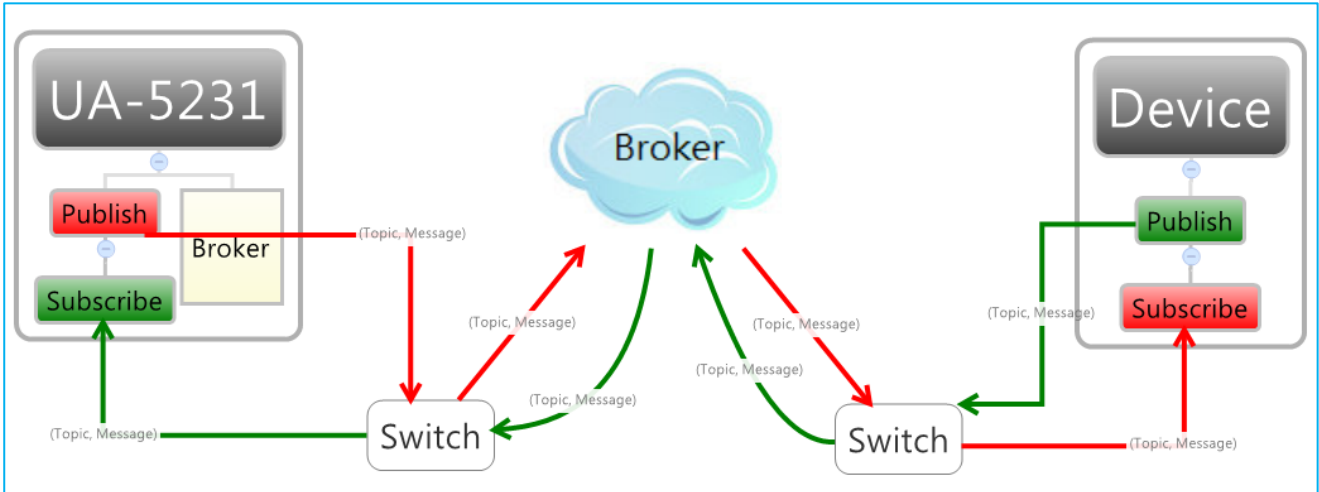 UA-5231
Publish
Broker
Subscribe
(Topic, Message)
(Topic, Message)
Switch
(Topic, Message)
(Topic, Message)
Broker
(Topic, Message)
(Topic, Message)
Switch
(Topic, Message)
(Topic, Message)
Device
Publish
Subscribe